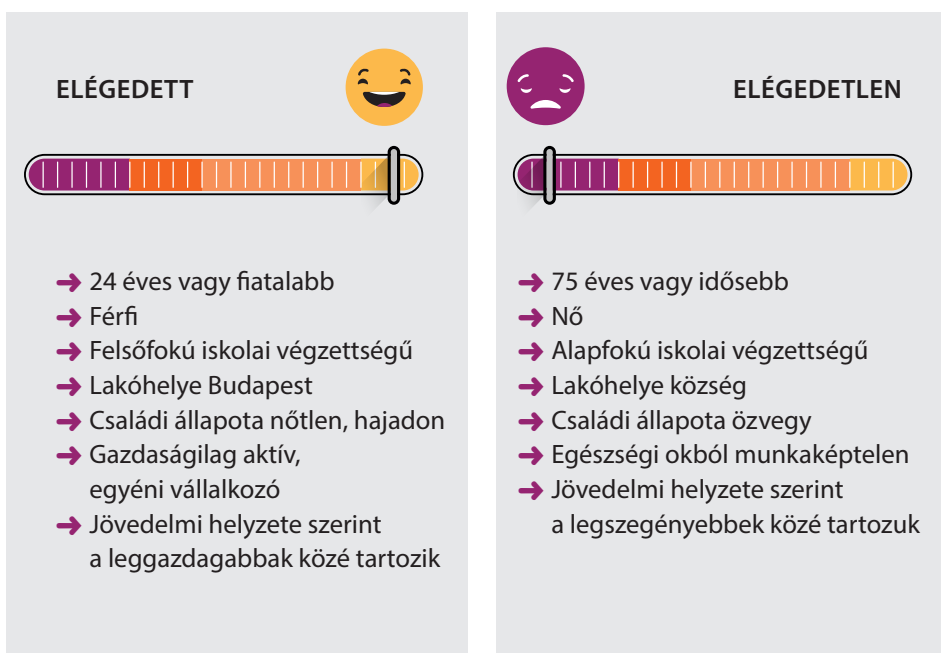 ELÉGEDETT
24 éves vagy fiatalabb
Férfi
Felsőfokú iskolai végzettségű
Lakóhelye Budapest
Családi állapota nőtlen, hajadon
Gazdaságilag aktív,
egyéni vállalkozó
Jövedelmi helyzete szerint
a leggazdagabbak közé tartozik
ELÉGEDETLEN
75 éves vagy idősebb
Nő
Alapfokú iskolai végzettségű
Lakóhelye község
Családi állapota özvegy
Egészségi okból munkaképtelen
Jövedelmi helyzete szerint
a legszegényebbek közé tartozuk